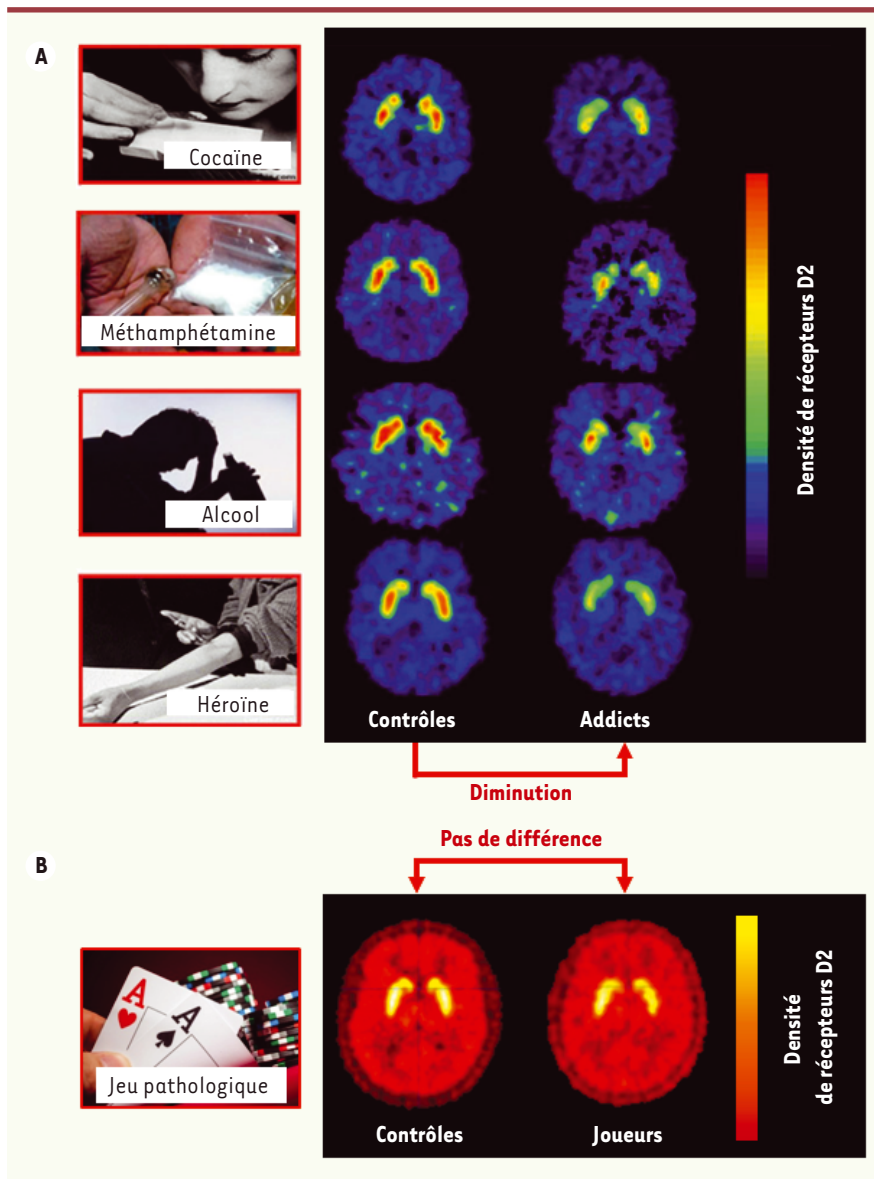 A
Cocaïne
Méthamphétamine
Alcool
Héroïne
Densité de récepteurs D2
Contrôles
Addicts
Diminution
Pas de différence
B
A
A
Jeu pathologique
Densité
de récepteurs D2
Contrôles
Joueurs